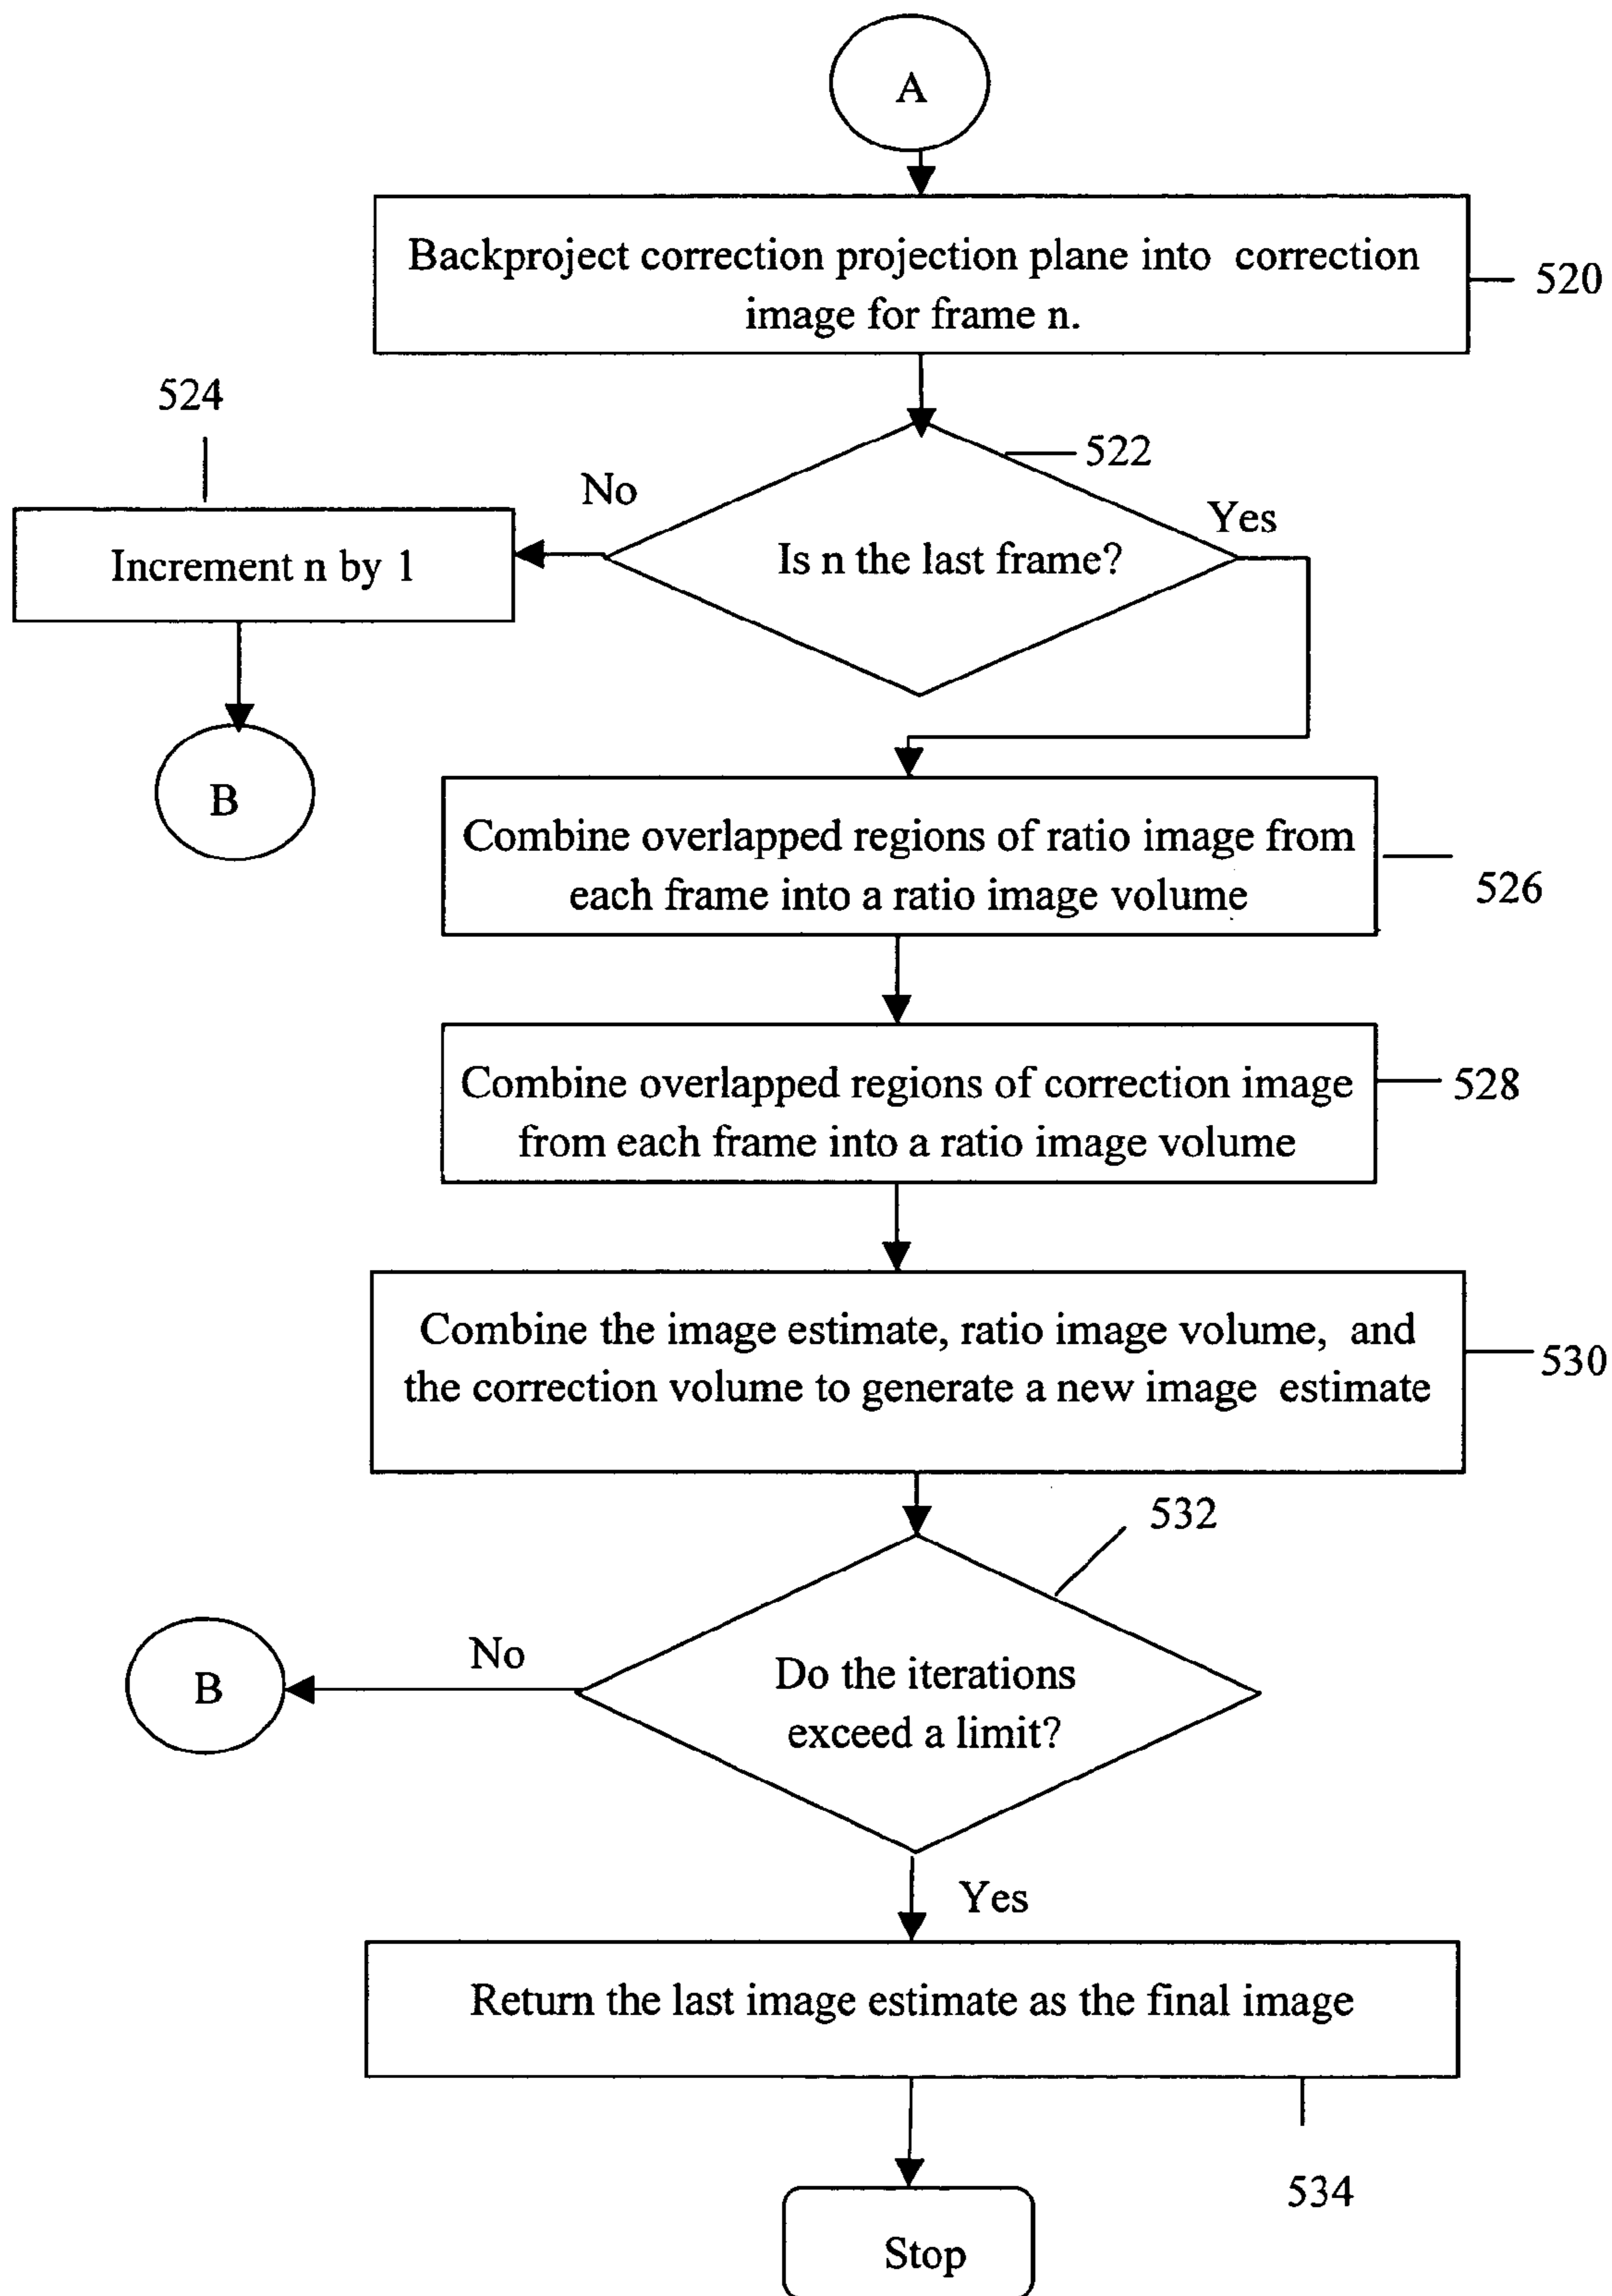 A
Backproject correction projection plane into correction
image for frame n.
520
524
522
No
Yes
Increment n by 1
Is n the last frame?
B
Combine overlapped regions of ratio image from
each frame into a ratio image volume
526
Combine overlapped regions of correction image
from each frame into a ratio image volume
528
Combine the image estimate, ratio image volume, and
the correction volume to generate a new image estimate
530
532
No
B
Do the iterations
exceed a limit?
Yes
Return the last image estimate as the final image
534
Stop